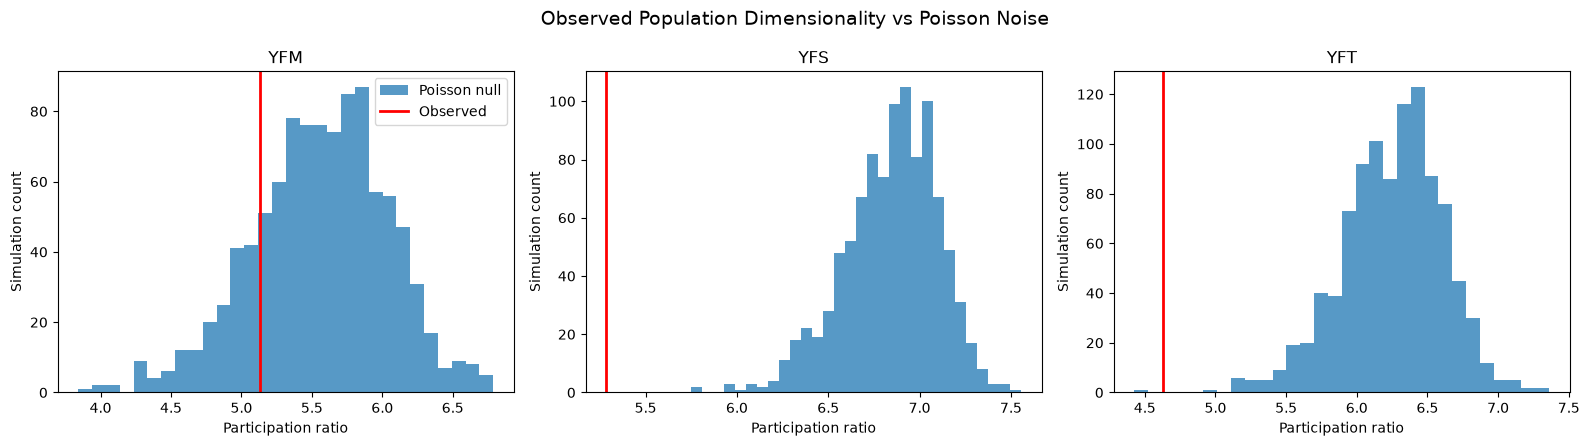 Observed Population Dimensionality vs Poisson Noise
YFM
Poisson null
Observed
80
60
40
20
0
Simulation count
4.0 4.5 5.0 5.5 6.0 6.5
Participation ratio
YFS
100
80
60
40
20
0
Simulation count
5.5 6.0 6.5 7.0 7.5
Participation ratio
YFT
120
100
80
60
40
20
0
Simulation count
4.5 5.0 5.5 6.0 6.5 7.0 7.5
Participation ratio